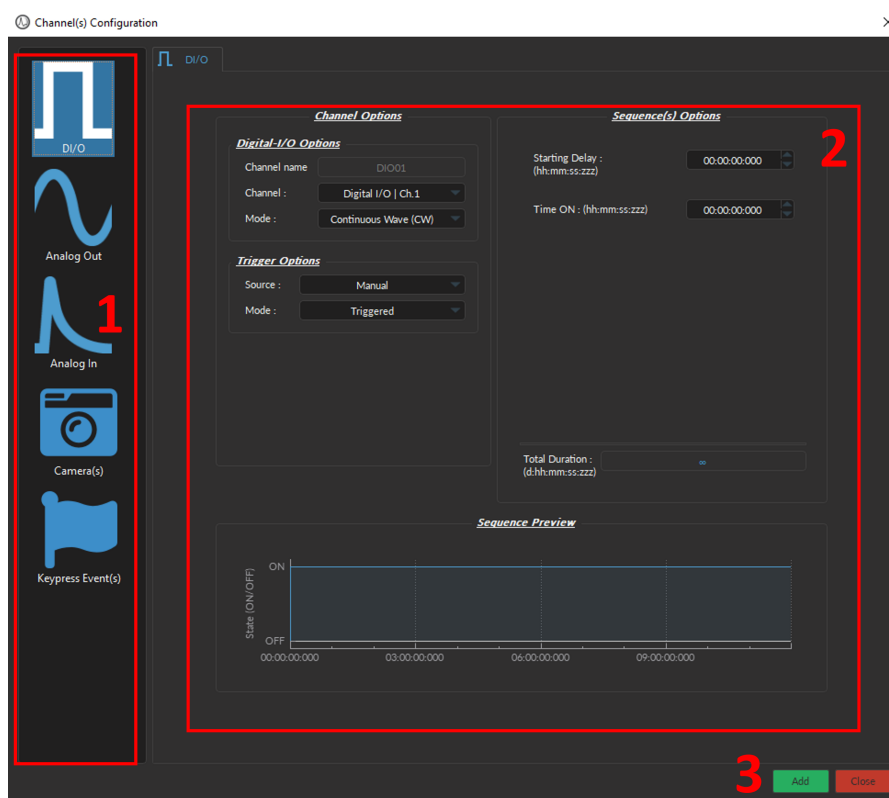 Channel(s) Configuration
DI/O
DI/O
Analog Out
Analog In
Camera(s)
Keypress Event(s)
1
Channel Options
Digital-I/O Options
Channel name DIO01
Channel : Digital I/O | Ch.1
Mode : Continuous Wave (CW)
Trigger Options
Source : Manual
Mode : Triggered
Sequence(s) Options
2
Starting Delay : 00:00:00:000
(hh:mm:ss:zzz)
Time ON : (hh:mm:ss:zzz) 00:00:00:000
Total Duration : ∞
(d:hh:mm:ss:zzz)
Sequence Preview
State (ON/OFF)
ON
OFF
00:00:00:000 03:00:00:000 06:00:00:000 09:00:00:000
3
Add Close